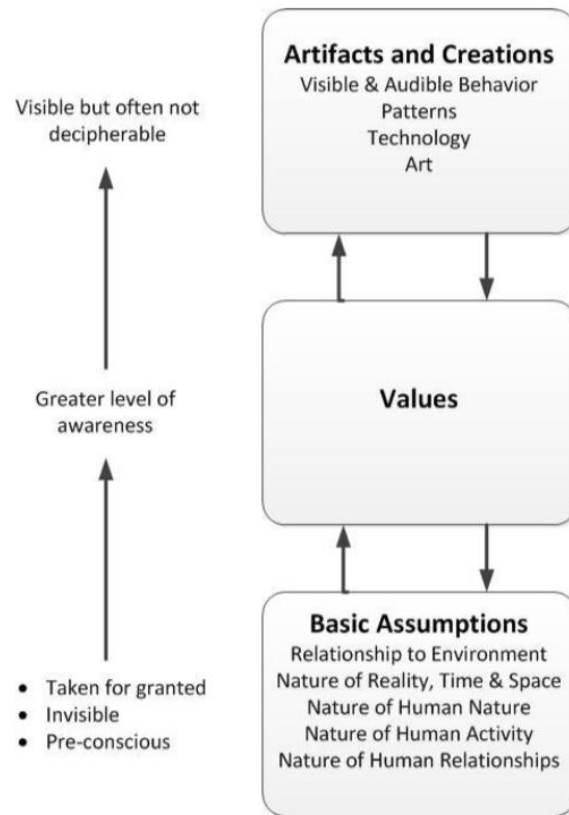 Artifacts and Creations
Visible & Audible Behavior
Patterns
Technology
Art
Visible but often not
decipherable
Values
Greater level of
awareness
Basic Assumptions
Relationship to Environment
Nature of Reality, Time & Space
Nature of Human Nature
Nature of Human Activity
Nature of Human Relationships
• Taken for granted
• Invisible
• Pre-conscious